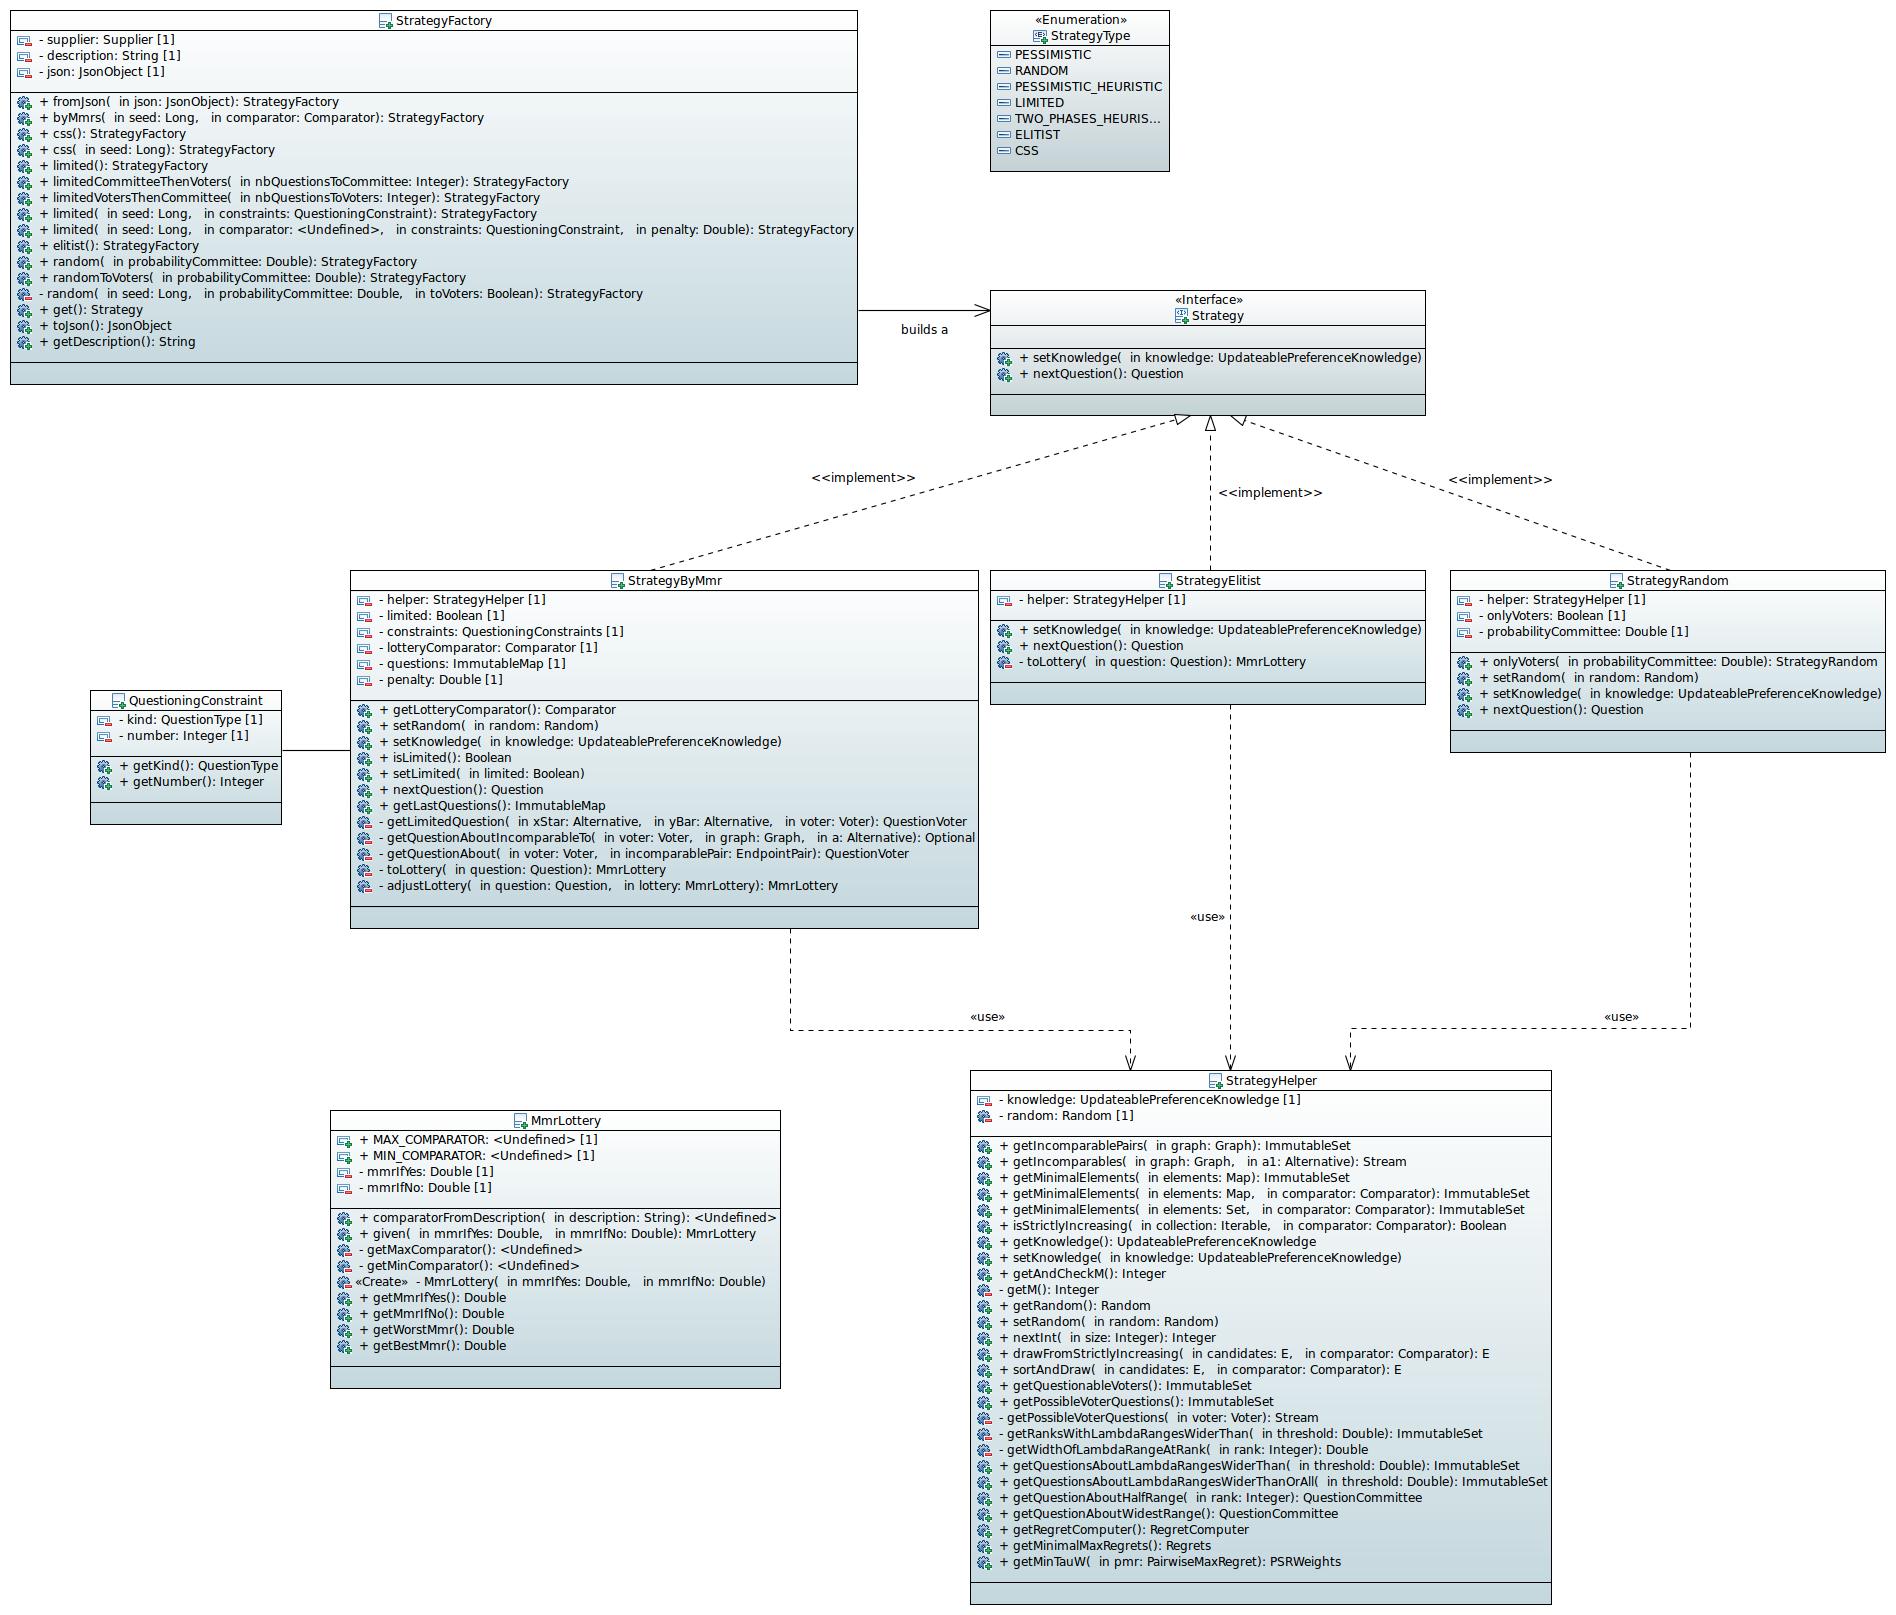 StrategyFactory
- supplier: Supplier [1]
- description: String [1]
- json: JsonObject [1]
+ fromJson(  in json: JsonObject): StrategyFactory
+ byMmrs(  in seed: Long,   in comparator: Comparator): StrategyFactory
+ css(): StrategyFactory
+ css(  in seed: Long): StrategyFactory
+ limited(): StrategyFactory
+ limitedCommitteeThenVoters(  in nbQuestionsToCommittee: Integer): StrategyFactory
+ limitedVotersThenCommittee(  in nbQuestionsToVoters: Integer): StrategyFactory
+ limited(  in seed: Long,   in constraints: QuestioningConstraint): StrategyFactory
+ limited(  in seed: Long,   in comparator: <Undefined>,   in constraints: QuestioningConstraint,   in penalty: Double): StrategyFactory
+ elitist(): StrategyFactory
+ random(  in probabilityCommittee: Double): StrategyFactory
+ randomToVoters(  in probabilityCommittee: Double): StrategyFactory
- random(  in seed: Long,   in probabilityCommittee: Double,   in toVoters: Boolean): StrategyFactory
+ get(): Strategy
+ toJson(): JsonObject
+ getDescription(): String
«Enumeration»
StrategyType
PESSIMISTIC
RANDOM
PESSIMISTIC_HEURISTIC
LIMITED
TWO_PHASES_HEURIS...
ELITIST
CSS
builds a
«Interface»
Strategy
+ setKnowledge(  in knowledge: UpdateablePreferenceKnowledge)
+ nextQuestion(): Question
<<implement>>
<<implement>>
<<implement>>
QuestioningConstraint
- kind: QuestionType [1]
- number: Integer [1]
+ getKind(): QuestionType
+ getNumber(): Integer
StrategyByMmr
- helper: StrategyHelper [1]
- limited: Boolean [1]
- constraints: QuestioningConstraints [1]
- lotteryComparator: Comparator [1]
- questions: ImmutableMap [1]
- penalty: Double [1]
+ getLotteryComparator(): Comparator
+ setRandom(  in random: Random)
+ setKnowledge(  in knowledge: UpdateablePreferenceKnowledge)
+ isLimited(): Boolean
+ setLimited(  in limited: Boolean)
+ nextQuestion(): Question
+ getLastQuestions(): ImmutableMap
- getLimitedQuestion(  in xStar: Alternative,   in yBar: Alternative,   in voter: Voter): QuestionVoter
- getQuestionAboutIncomparableTo(  in voter: Voter,   in graph: Graph,   in a: Alternative): Optional
- getQuestionAbout(  in voter: Voter,   in incomparablePair: EndpointPair): QuestionVoter
- toLottery(  in question: Question): MmrLottery
- adjustLottery(  in question: Question,   in lottery: MmrLottery): MmrLottery
StrategyElitist
- helper: StrategyHelper [1]
+ setKnowledge(  in knowledge: UpdateablePreferenceKnowledge)
+ nextQuestion(): Question
- toLottery(  in question: Question): MmrLottery
StrategyRandom
- helper: StrategyHelper [1]
- onlyVoters: Boolean [1]
- probabilityCommittee: Double [1]
+ onlyVoters(  in probabilityCommittee: Double): StrategyRandom
+ setRandom(  in random: Random)
+ setKnowledge(  in knowledge: UpdateablePreferenceKnowledge)
+ nextQuestion(): Question
«use»
«use»
«use»
MmrLottery
+ MAX_COMPARATOR: <Undefined> [1]
+ MIN_COMPARATOR: <Undefined> [1]
- mmrIfYes: Double [1]
- mmrIfNo: Double [1]
+ comparatorFromDescription(  in description: String): <Undefined>
+ given(  in mmrIfYes: Double,   in mmrIfNo: Double): MmrLottery
- getMaxComparator(): <Undefined>
- getMinComparator(): <Undefined>
«Create»  - MmrLottery(  in mmrIfYes: Double,   in mmrIfNo: Double)
+ getMmrIfYes(): Double
+ getMmrIfNo(): Double
+ getWorstMmr(): Double
+ getBestMmr(): Double
StrategyHelper
- knowledge: UpdateablePreferenceKnowledge [1]
- random: Random [1]
+ getIncomparablePairs(  in graph: Graph): ImmutableSet
+ getIncomparables(  in graph: Graph,   in a1: Alternative): Stream
+ getMinimalElements(  in elements: Map): ImmutableSet
+ getMinimalElements(  in elements: Map,   in comparator: Comparator): ImmutableSet
+ getMinimalElements(  in elements: Set,   in comparator: Comparator): ImmutableSet
+ isStrictlyIncreasing(  in collection: Iterable,   in comparator: Comparator): Boolean
+ getKnowledge(): UpdateablePreferenceKnowledge
+ setKnowledge(  in knowledge: UpdateablePreferenceKnowledge)
+ getAndCheckM(): Integer
- getM(): Integer
+ getRandom(): Random
+ setRandom(  in random: Random)
+ nextInt(  in size: Integer): Integer
+ drawFromStrictlyIncreasing(  in candidates: E,   in comparator: Comparator): E
+ sortAndDraw(  in candidates: E,   in comparator: Comparator): E
+ getQuestionableVoters(): ImmutableSet
+ getPossibleVoterQuestions(): ImmutableSet
- getPossibleVoterQuestions(  in voter: Voter): Stream
- getRanksWithLambdaRangesWiderThan(  in threshold: Double): ImmutableSet
- getWidthOfLambdaRangeAtRank(  in rank: Integer): Double
+ getQuestionsAboutLambdaRangesWiderThan(  in threshold: Double): ImmutableSet
+ getQuestionsAboutLambdaRangesWiderThanOrAll(  in threshold: Double): ImmutableSet
+ getQuestionAboutHalfRange(  in rank: Integer): QuestionCommittee
+ getQuestionAboutWidestRange(): QuestionCommittee
+ getRegretComputer(): RegretComputer
+ getMinimalMaxRegrets(): Regrets
+ getMinTauW(  in pmr: PairwiseMaxRegret): PSRWeights